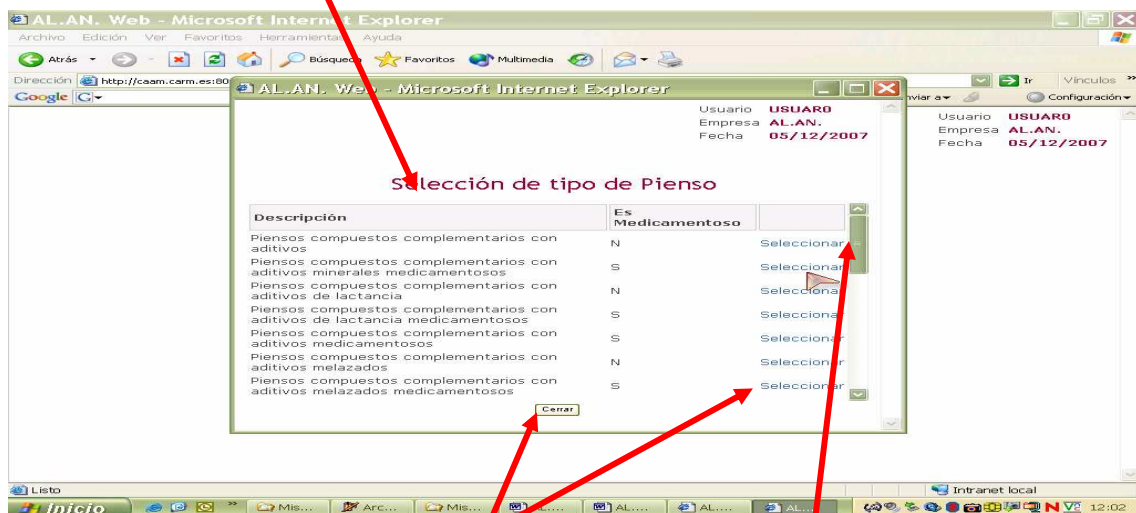 AL.AN. Web - Microsoft Internet Explorer
Archivo Edición Ver Favoritos Herramientas Ayuda
Atrás Búsqueda Favoritos Multimedia
Dirección http://caam.carm.es:80 Ir Vínculos »
Google G nviar a Configuración
Usuario USUAR0
Empresa AL.AN.
Fecha 05/12/2007
AL.AN. Web - Microsoft Internet Explorer
Usuario USUAR0
Empresa AL.AN.
Fecha 05/12/2007
Selección de tipo de Pienso
Descripción Es Medicamentoso
Piensos compuestos complementarios con
aditivos N Seleccionar
Piensos compuestos complementarios con
aditivos minerales medicamentosos S Seleccionar
Piensos compuestos complementarios con
aditivos de lactancia N Seleccionar
Piensos compuestos complementarios con
aditivos de lactancia medicamentosos S Seleccionar
Piensos compuestos complementarios con
aditivos medicamentosos S Seleccionar
Piensos compuestos complementarios con
aditivos melazados N Seleccionar
Piensos compuestos complementarios con
aditivos melazados medicamentosos S Seleccionar
Cerrar
Listo Intranet local
Inicio » Mis... Arc... Mis... AL.... AL.... AL.... AL.... 12:02